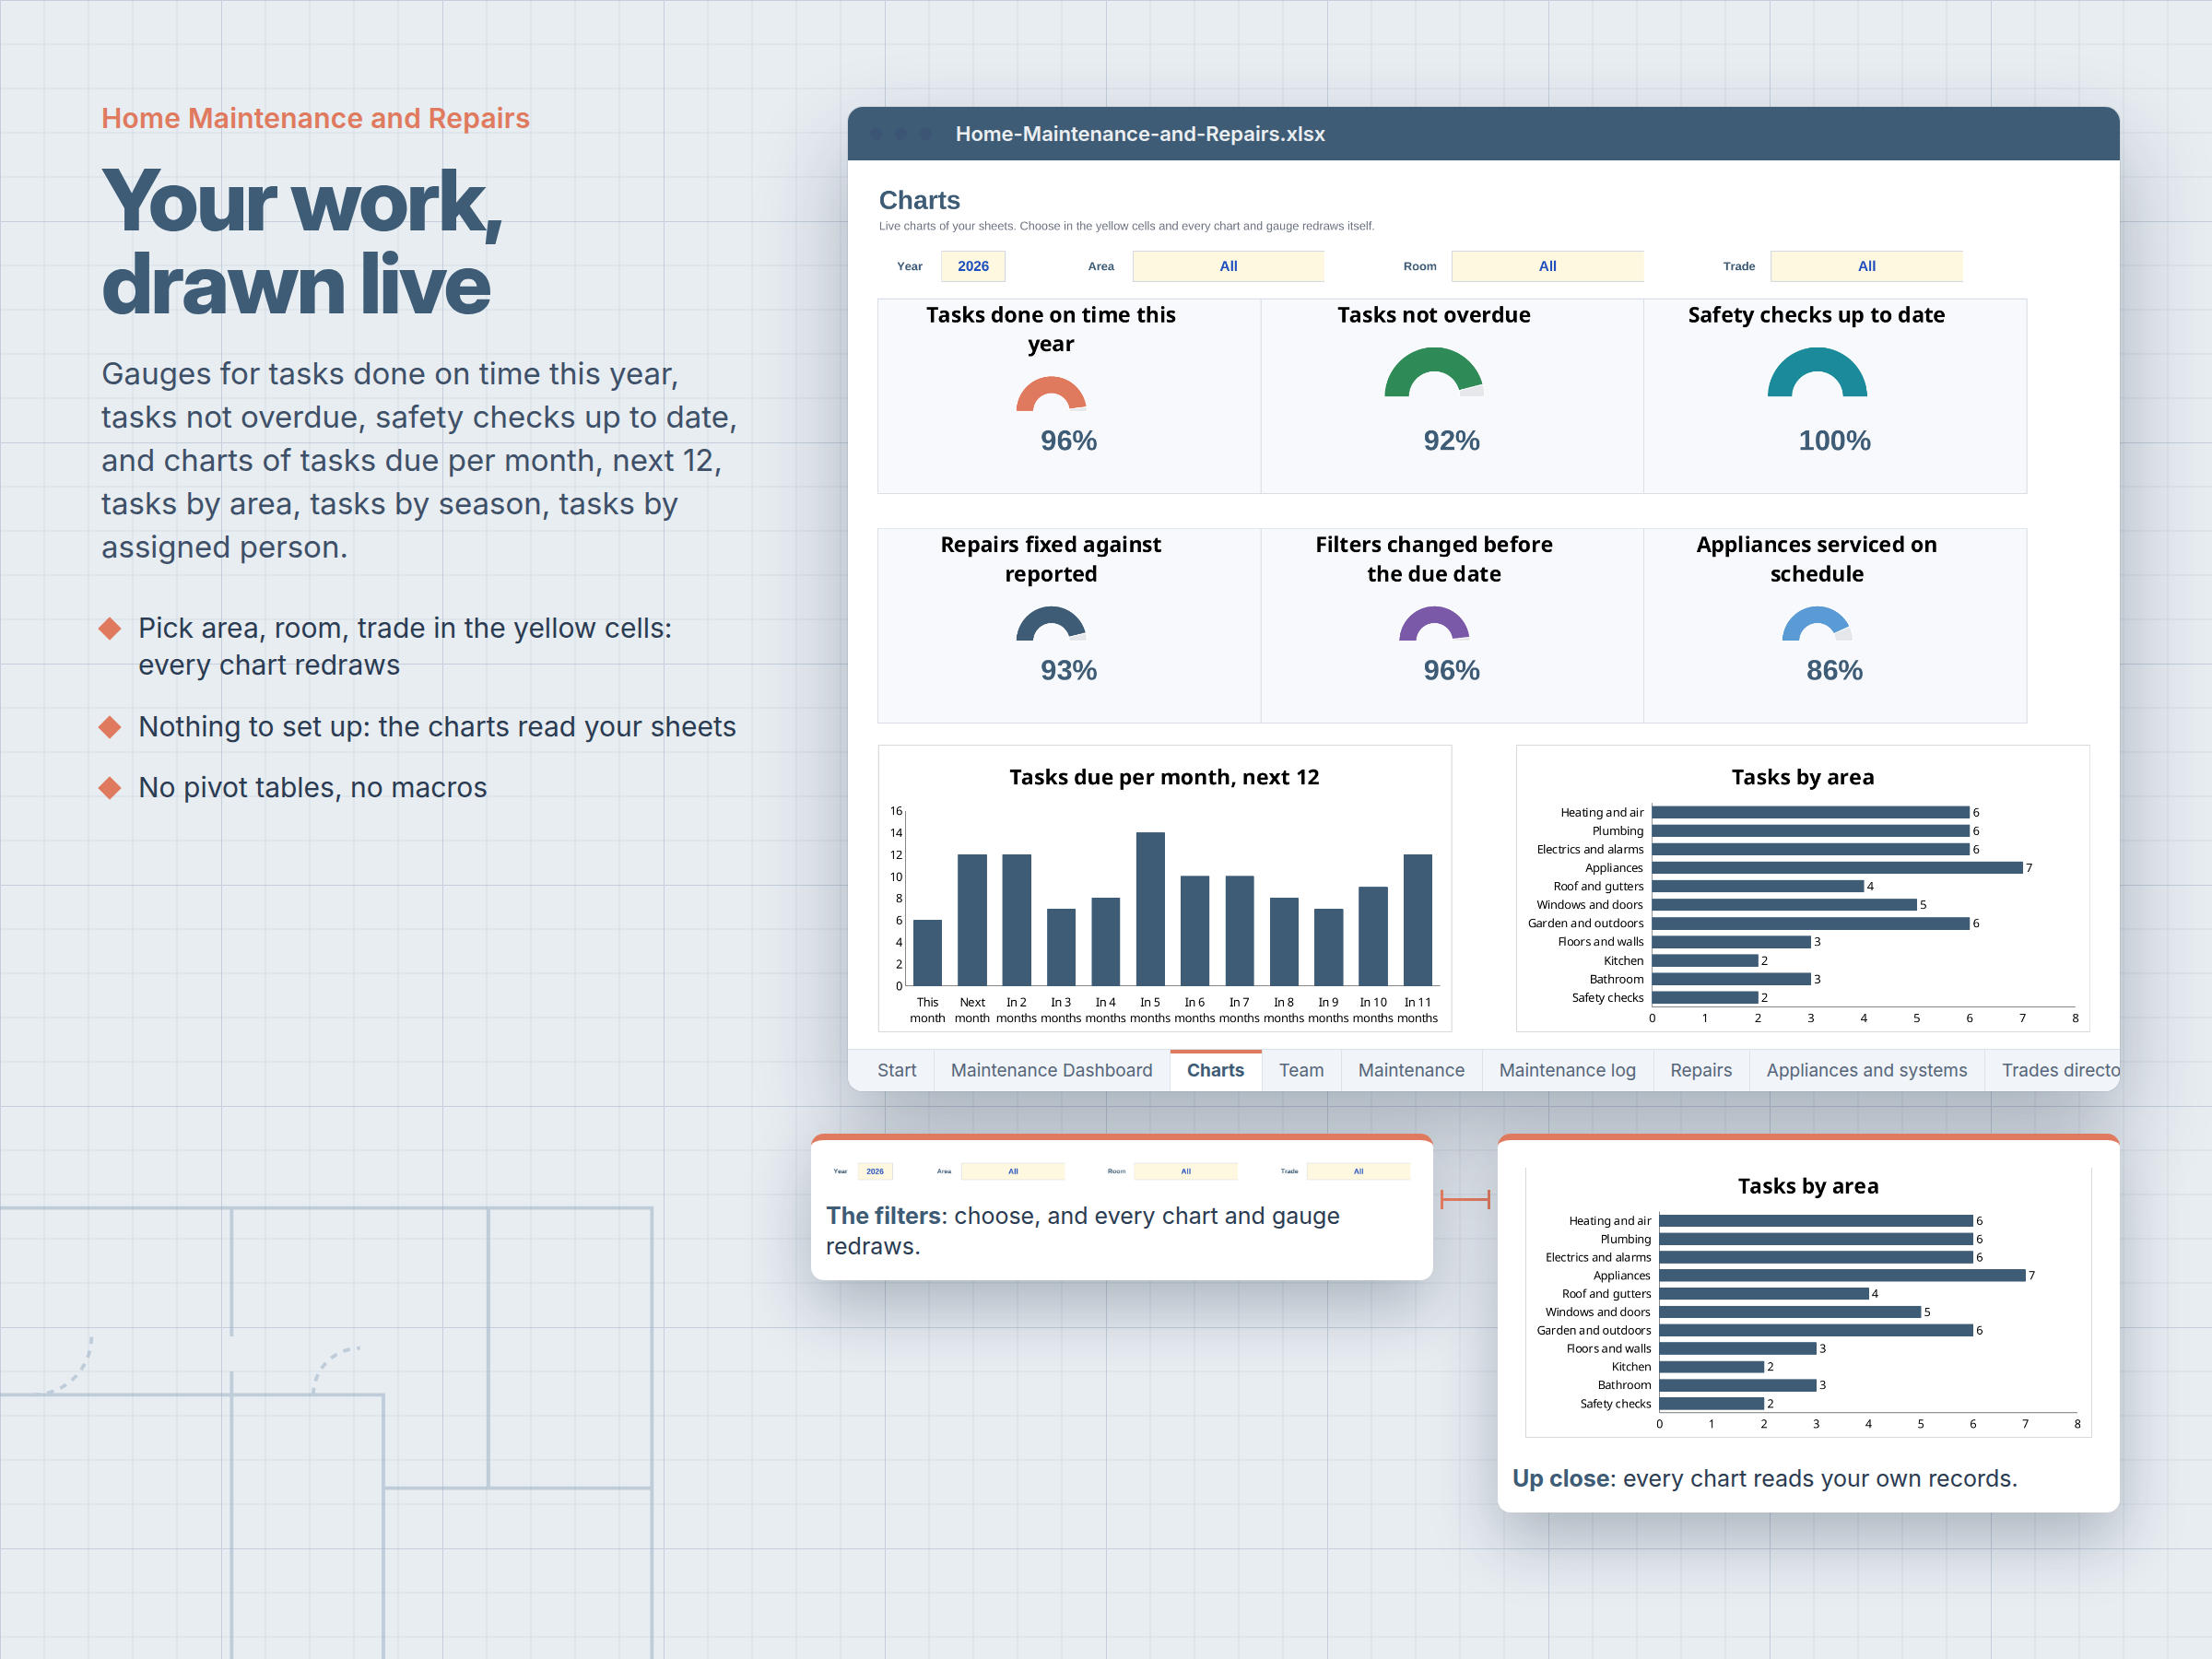 Home Maintenance and Repairs
Your work,
drawn live
Gauges for tasks done on time this year,
tasks not overdue, safety checks up to date,
and charts of tasks due per month, next 12,
tasks by area, tasks by season, tasks by
assigned person.
Pick area, room, trade in the yellow cells:
every chart redraws
Nothing to set up: the charts read your sheets
No pivot tables, no macros
Home-Maintenance-and-Repairs.xlsx
Charts
Live charts of your sheets. Choose in the yellow cells and every chart and gauge redraws itself.
Year 2026 Area All Room All Trade All
Tasks done on time this
year
96%
Tasks not overdue
92%
Safety checks up to date
100%
Repairs fixed against
reported
93%
Filters changed before
the due date
96%
Appliances serviced on
schedule
86%
Tasks due per month, next 12
16
14
12
10
8
6
4
2
0
This month
Next month
In 2 months
In 3 months
In 4 months
In 5 months
In 6 months
In 7 months
In 8 months
In 9 months
In 10 months
In 11 months
Tasks by area
Heating and air 6
Plumbing 6
Electrics and alarms 6
Appliances 7
Roof and gutters 4
Windows and doors 5
Garden and outdoors 6
Floors and walls 3
Kitchen 2
Bathroom 3
Safety checks 2
0 1 2 3 4 5 6 7 8
Start Maintenance Dashboard Charts Team Maintenance Maintenance log Repairs Appliances and systems Trades directo
Year 2026 Area All Room All Trade All
The filters: choose, and every chart and gauge
redraws.
Tasks by area
Heating and air 6
Plumbing 6
Electrics and alarms 6
Appliances 7
Roof and gutters 4
Windows and doors 5
Garden and outdoors 6
Floors and walls 3
Kitchen 2
Bathroom 3
Safety checks 2
0 1 2 3 4 5 6 7 8
Up close: every chart reads your own records.